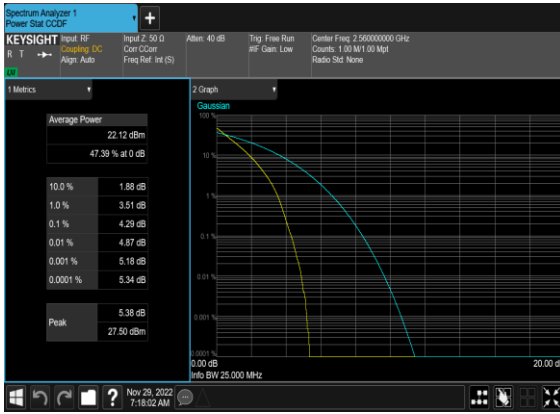 Spectrum Analyzer 1
Power Stat CCDF
KEYSIGHT
R T
LV
Input: RF
Coupling: DC
Align: Auto
Input Z: 50 Ω
Corr CCorr
Freq Ref: Int (S)
Atten: 40 dB
Trig: Free Run
#IF Gain: Low
Center Freq: 2.560000000 GHz
Counts: 1.00 M/1.00 Mpt
Radio Std: None
1 Metrics
Average Power
22.12 dBm
47.39 % at 0 dB
10.0 % 1.88 dB
1.0 % 3.51 dB
0.1 % 4.29 dB
0.01 % 4.87 dB
0.001 % 5.18 dB
0.0001 % 5.34 dB
Peak
5.38 dB
27.50 dBm
2 Graph
Gaussian
100 %
10 %
1 %
0.1 %
0.01 %
0.001 %
0.0001 %
0.00 dB
20.00 d
Info BW 25.000 MHz
?
Nov 29, 2022
7:18:02 AM